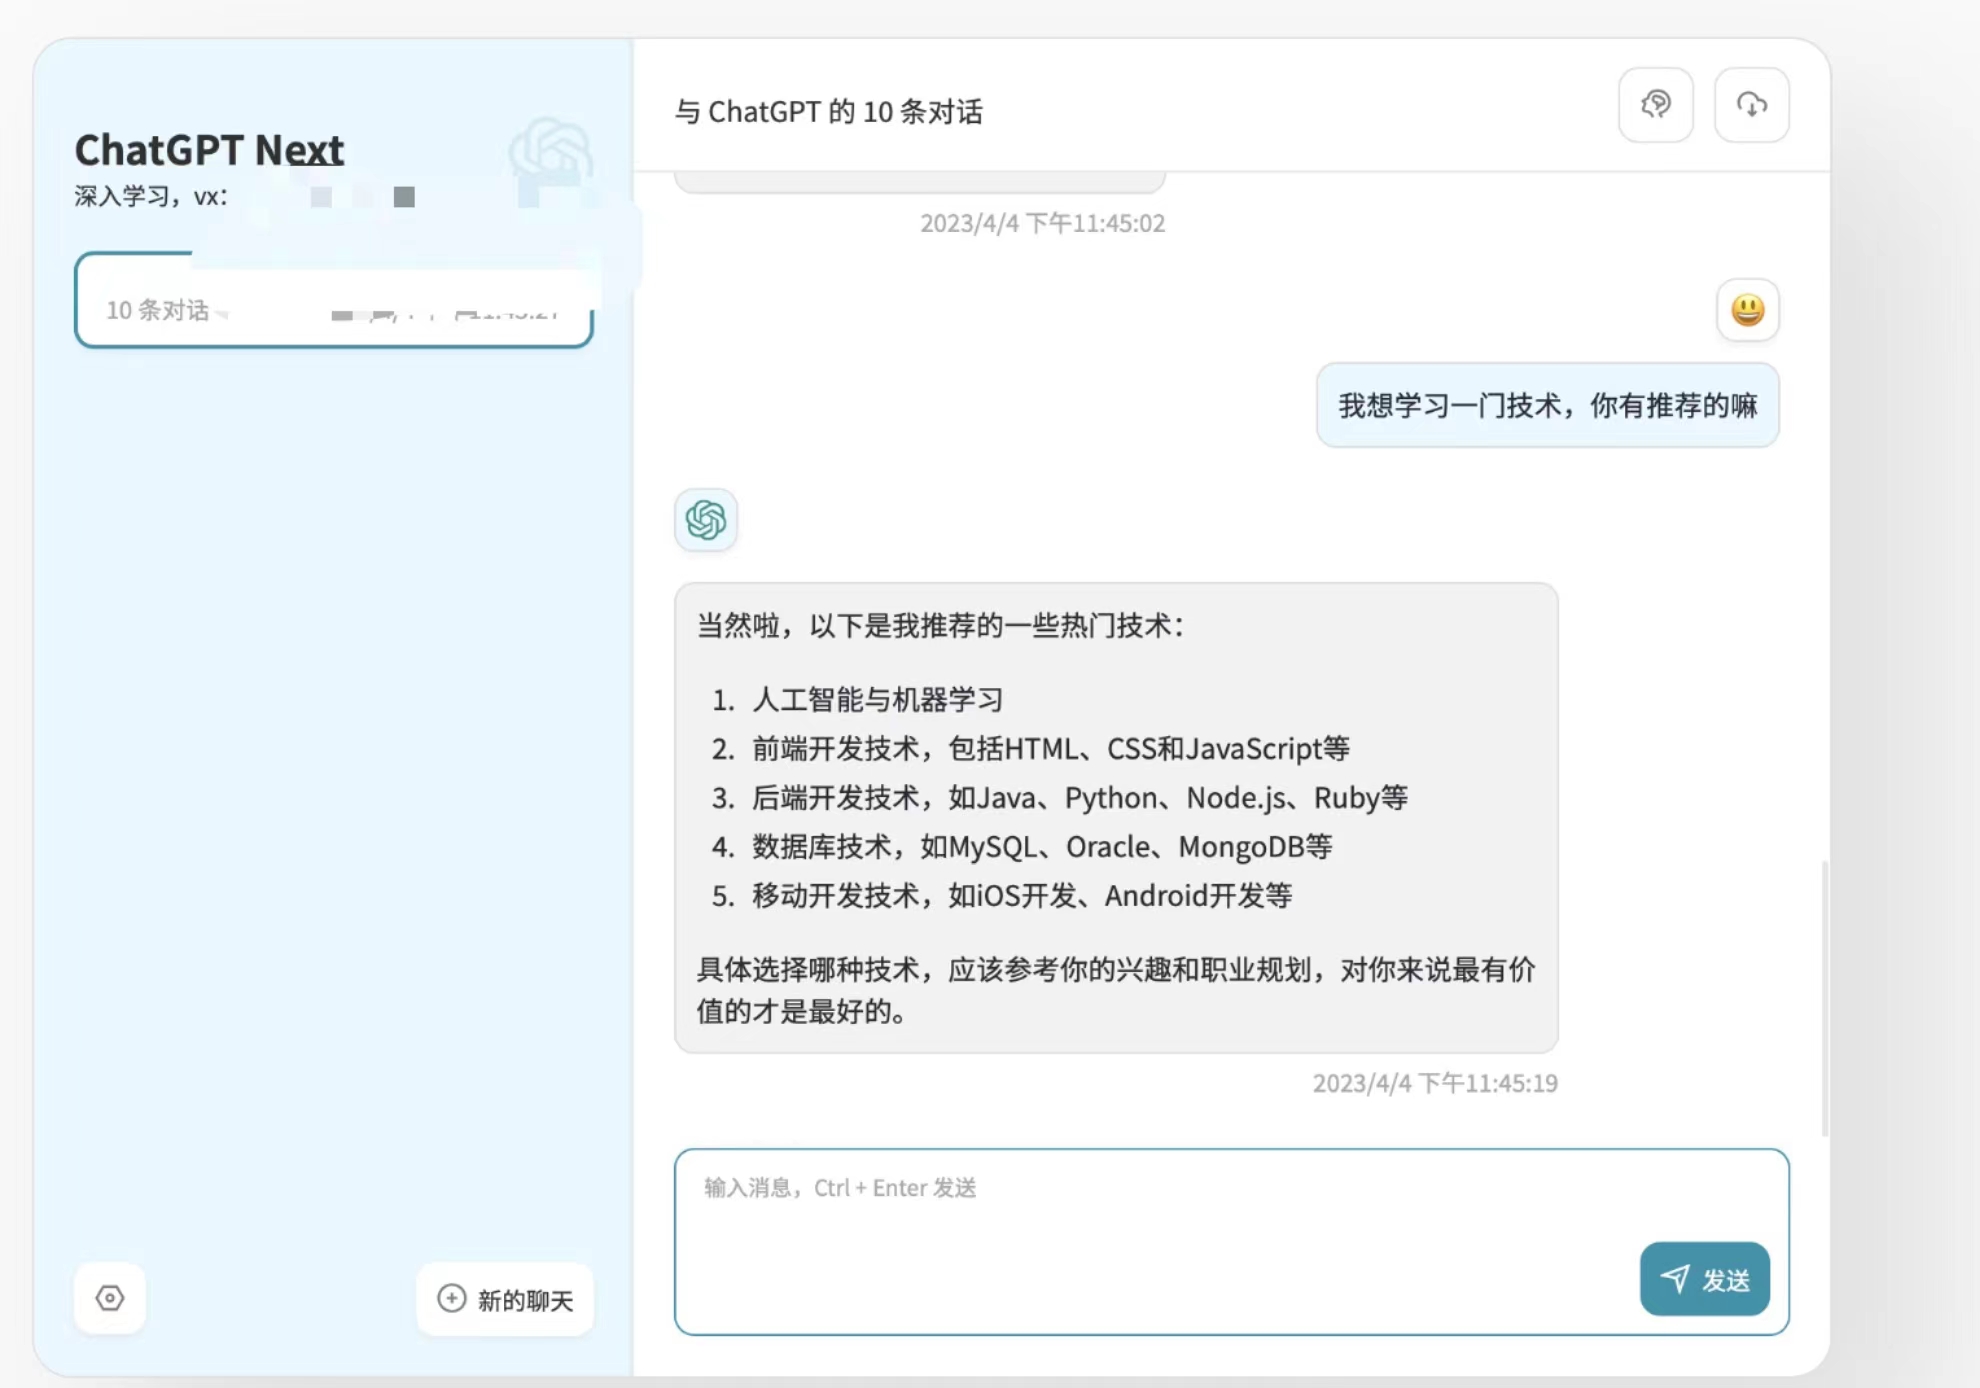 ChatGPT Next
深入学习，vx：
10 条对话
与 ChatGPT 的 10 条对话
2023/4/4 下午11:45:02
我想学习一门技术，你有推荐的嘛
当然啦，以下是我推荐的一些热门技术：
1. 人工智能与机器学习
2. 前端开发技术，包括HTML、CSS和JavaScript等
3. 后端开发技术，如Java、Python、Node.js、Ruby等
4. 数据库技术，如MySQL、Oracle、MongoDB等
5. 移动开发技术，如iOS开发、Android开发等
具体选择哪种技术，应该参考你的兴趣和职业规划，对你来说最有价
值的才是最好的。
2023/4/4 下午11:45:19
输入消息，Ctrl + Enter 发送
发送
新的聊天